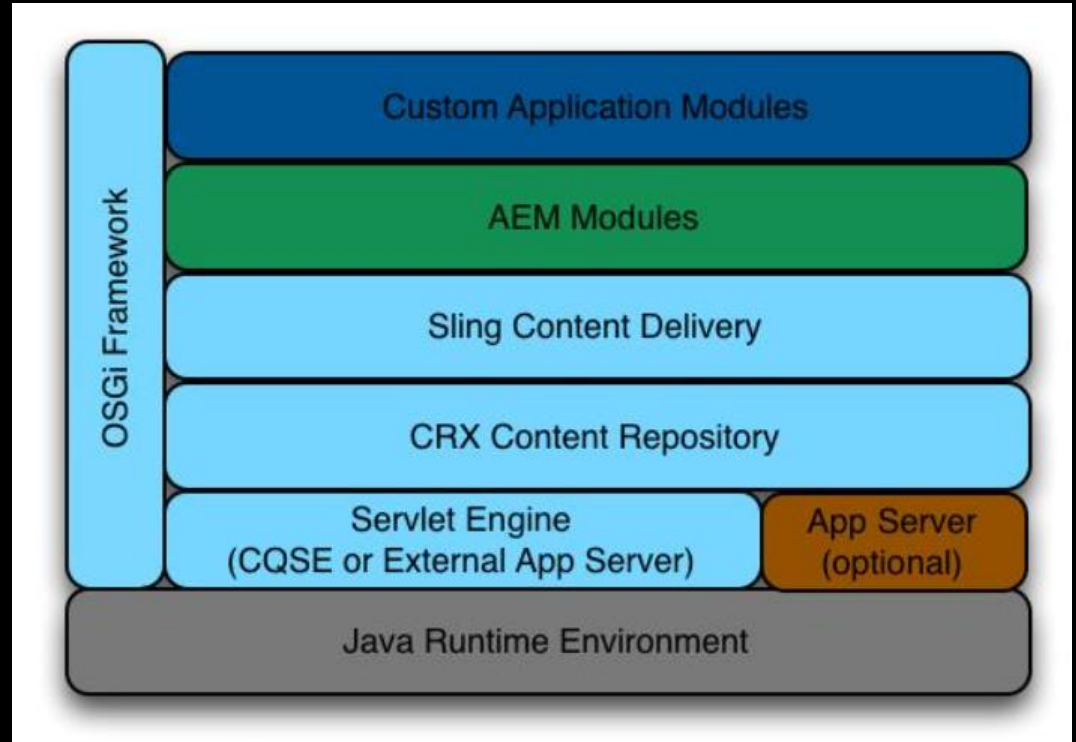 OSGi Framework
Custom Application Modules
AEM Modules
Sling Content Delivery
CRX Content Repository
Servlet Engine
(CQSE or External App Server)
App Server
(optional)
Java Runtime Environment